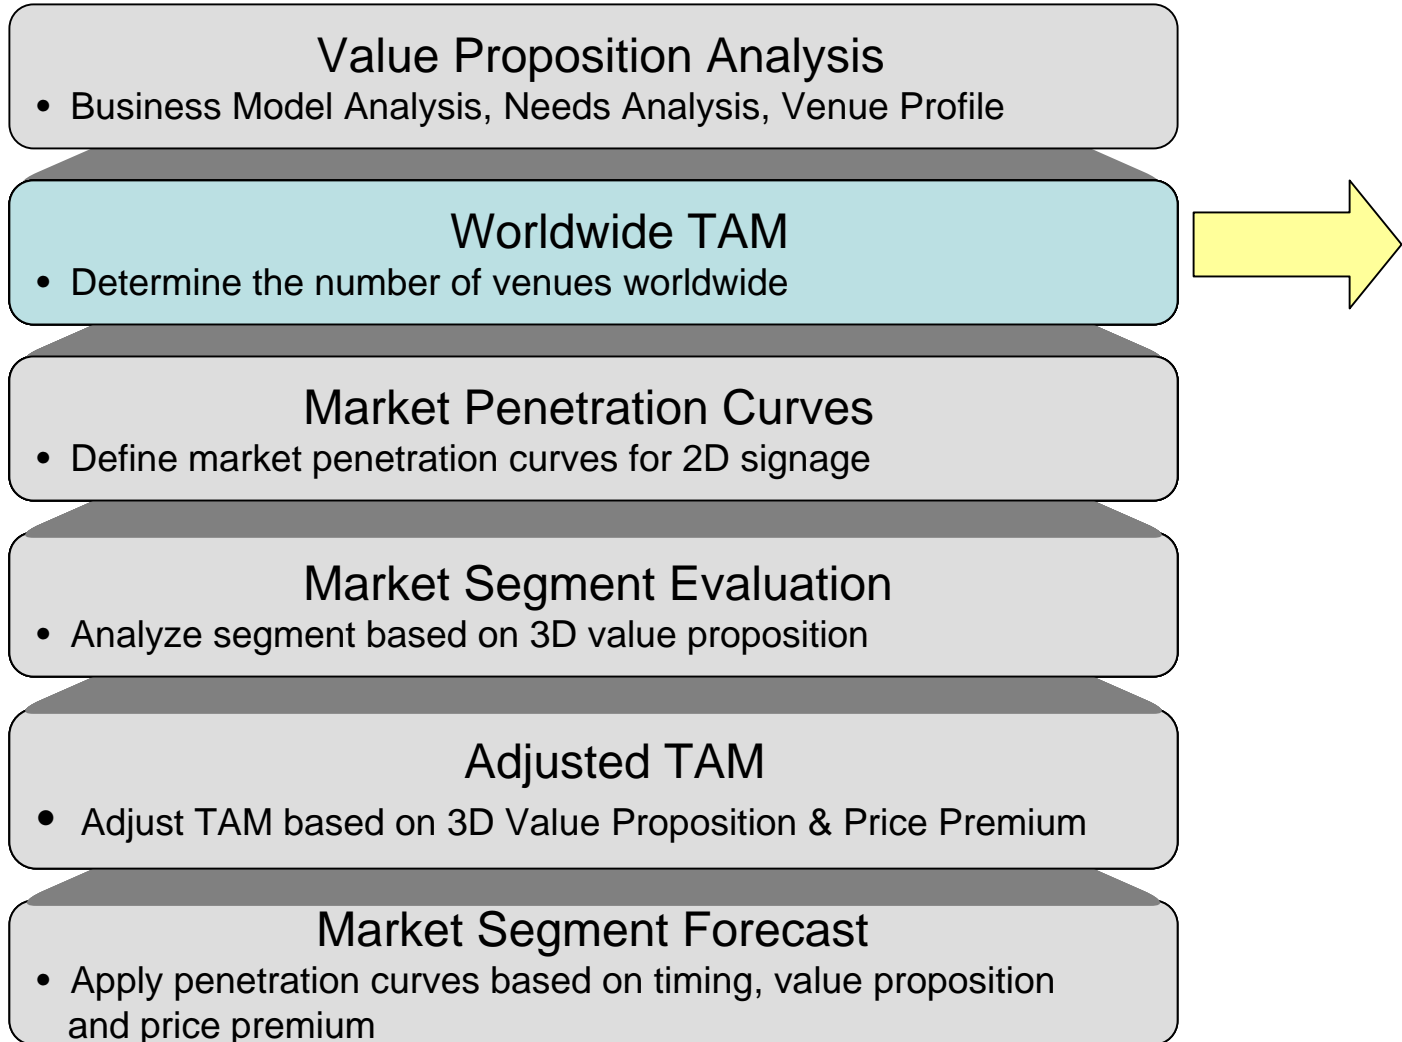 Value Proposition Analysis
• Business Model Analysis, Needs Analysis, Venue Profile
Worldwide TAM
• Determine the number of venues worldwide
Market Penetration Curves
• Define market penetration curves for 2D signage
Market Segment Evaluation
• Analyze segment based on 3D value proposition
Adjusted TAM
• Adjust TAM based on 3D Value Proposition & Price Premium
Market Segment Forecast
• Apply penetration curves based on timing, value proposition
and price premium